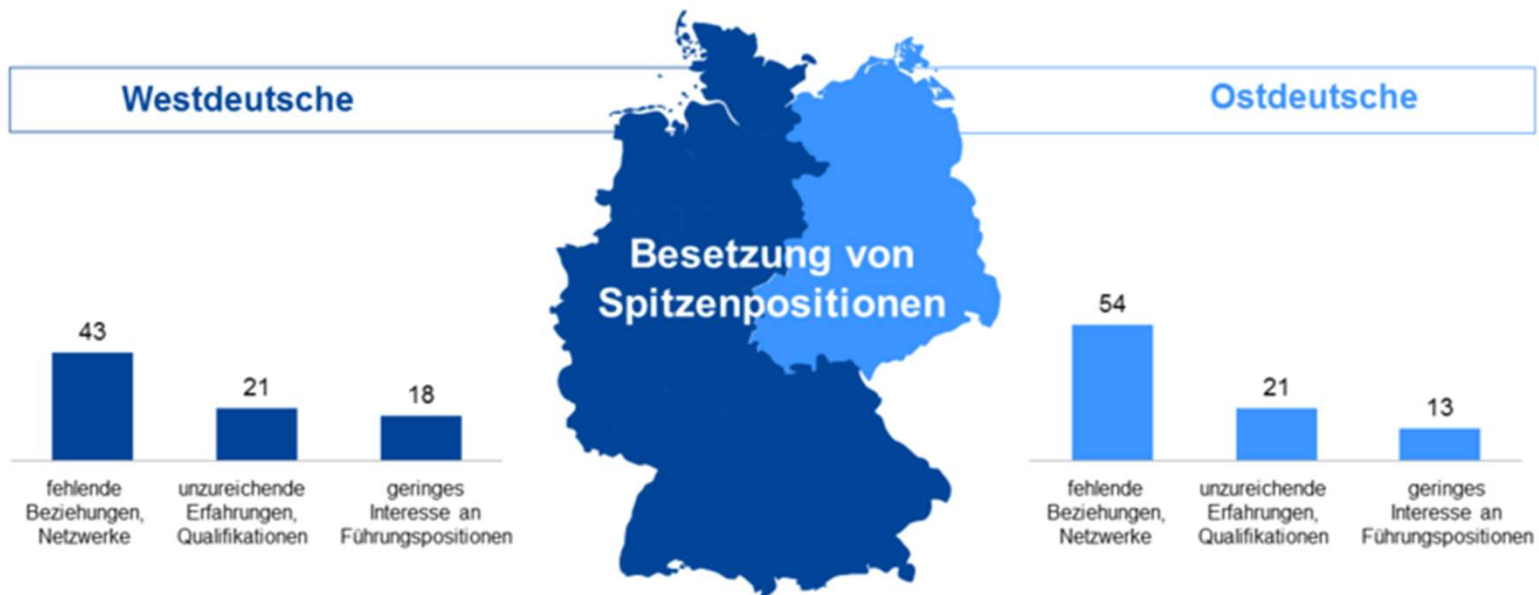 Westdeutsche
Ostdeutsche
Besetzung von
Spitzenpositionen
43
21
18
fehlende
Beziehungen,
Netzwerke
unzureichende
Erfahrungen,
Qualifikationen
geringes
Interesse an
Führungspositionen
54
21
13
fehlende
Beziehungen,
Netzwerke
unzureichende
Erfahrungen,
Qualifikationen
geringes
Interesse an
Führungspositionen